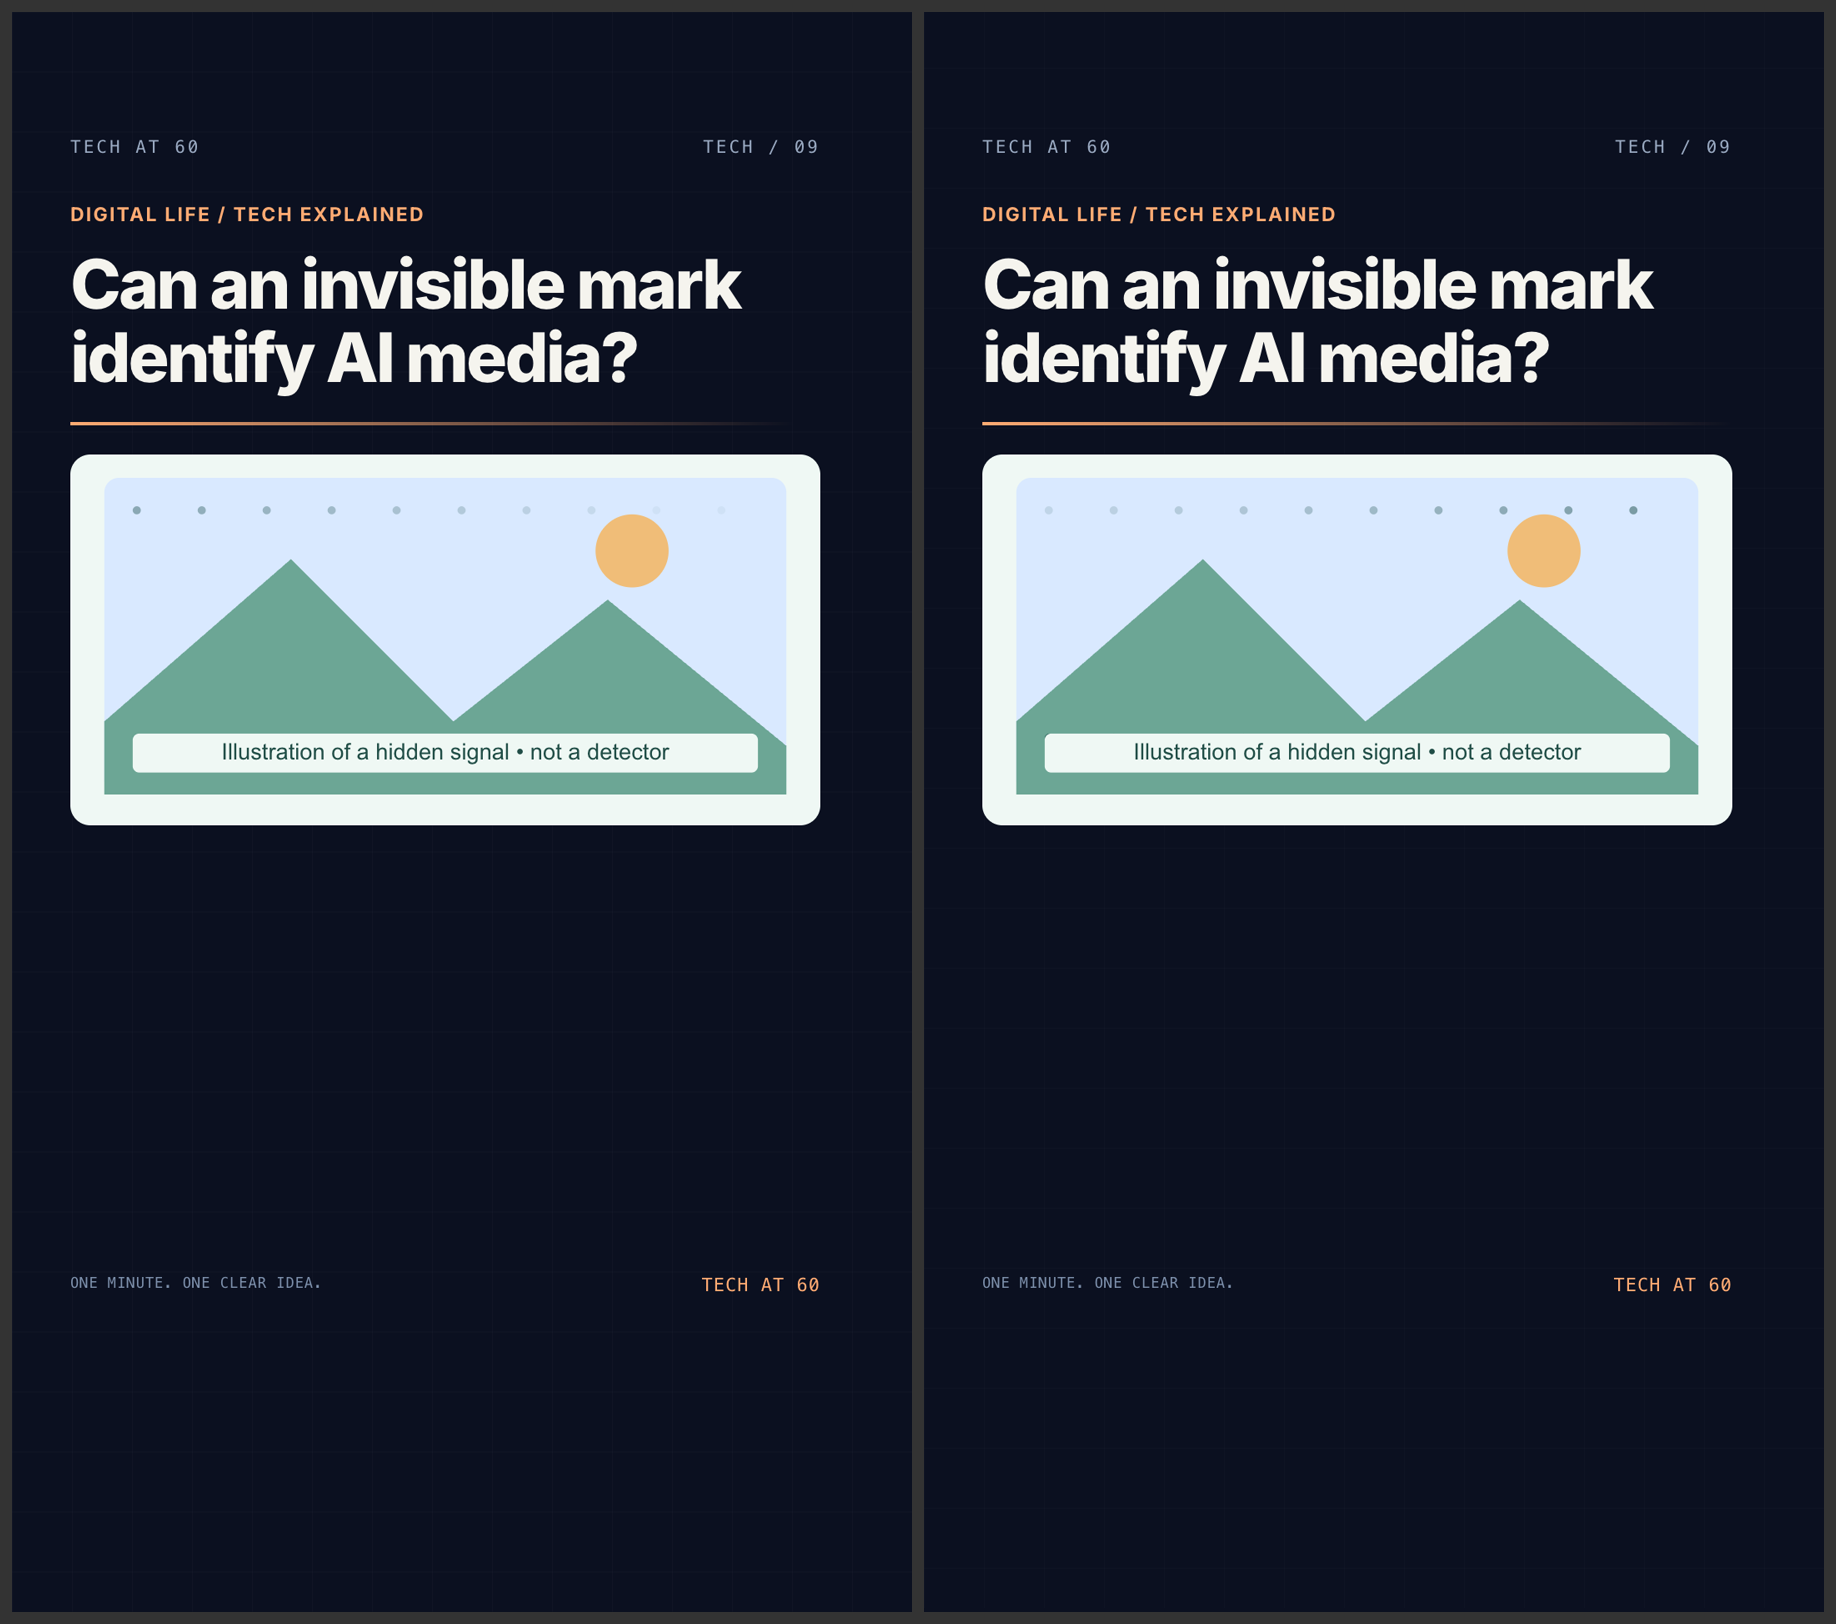 TECH AT 60
TECH / 09
DIGITAL LIFE / TECH EXPLAINED
Can an invisible mark
identify AI media?
Illustration of a hidden signal • not a detector
ONE MINUTE. ONE CLEAR IDEA.
TECH AT 60
TECH AT 60
TECH / 09
DIGITAL LIFE / TECH EXPLAINED
Can an invisible mark
identify AI media?
Illustration of a hidden signal • not a detector
ONE MINUTE. ONE CLEAR IDEA.
TECH AT 60